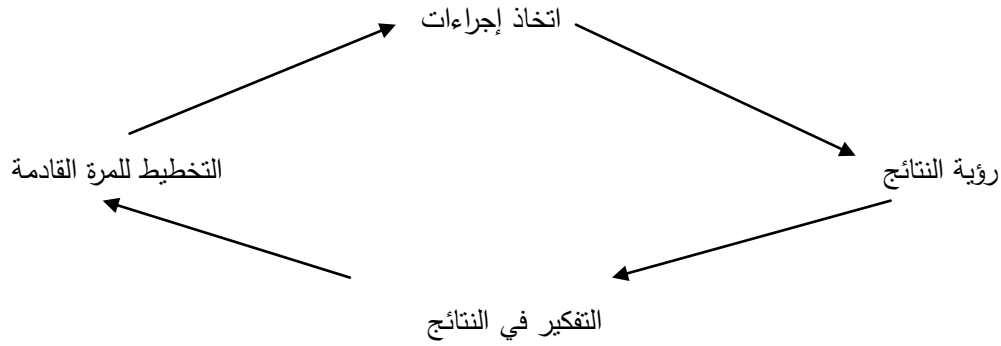 اتخاذ إجراءات
رؤية النتائج
التخطيط للمرة القادمة
التفكير في النتائج